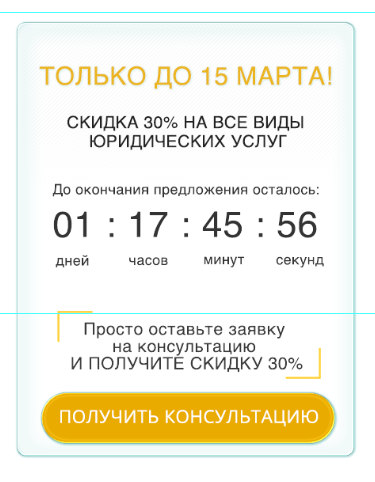 ТОЛЬКО ДО 15 МАРТА!
СКИДКА 30% НА ВСЕ ВИДЫ
ЮРИДИЧЕСКИХ УСЛУГ
До окончания предложения осталось:
01 : 17 : 45 : 56
дней часов минут секунд
Просто оставьте заявку
на консультацию
И ПОЛУЧИТЕ СКИДКУ 30%
ПОЛУЧИТЬ КОНСУЛЬТАЦИЮ